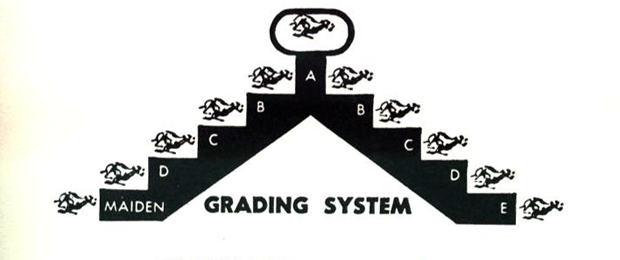 A
B B
C C
D D
MAIDEN GRADING SYSTEM E